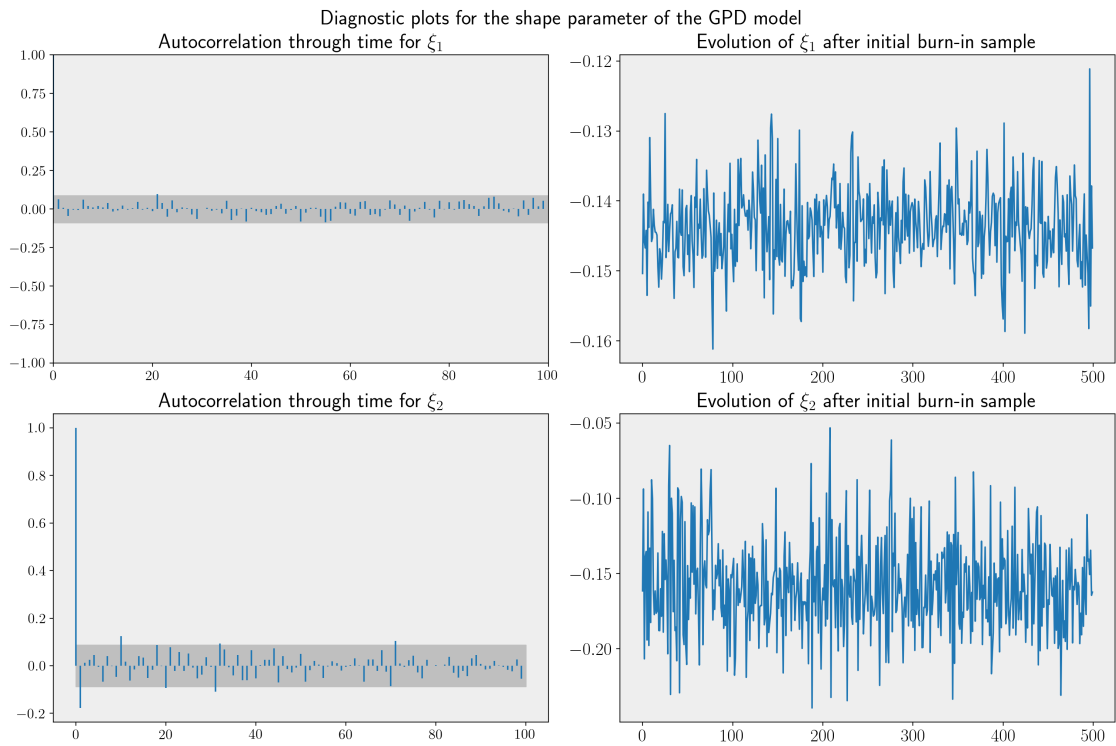 Diagnostic plots for the shape parameter of the GPD model
Autocorrelation through time for ξ₁
1.00
0.75
0.50
0.25
0.00
−0.25
−0.50
−0.75
−1.00
0 20 40 60 80 100
Evolution of ξ₁ after initial burn-in sample
−0.12
−0.13
−0.14
−0.15
−0.16
0 100 200 300 400 500
Autocorrelation through time for ξ₂
1.0
0.8
0.6
0.4
0.2
0.0
−0.2
0 20 40 60 80 100
Evolution of ξ₂ after initial burn-in sample
−0.05
−0.10
−0.15
−0.20
0 100 200 300 400 500